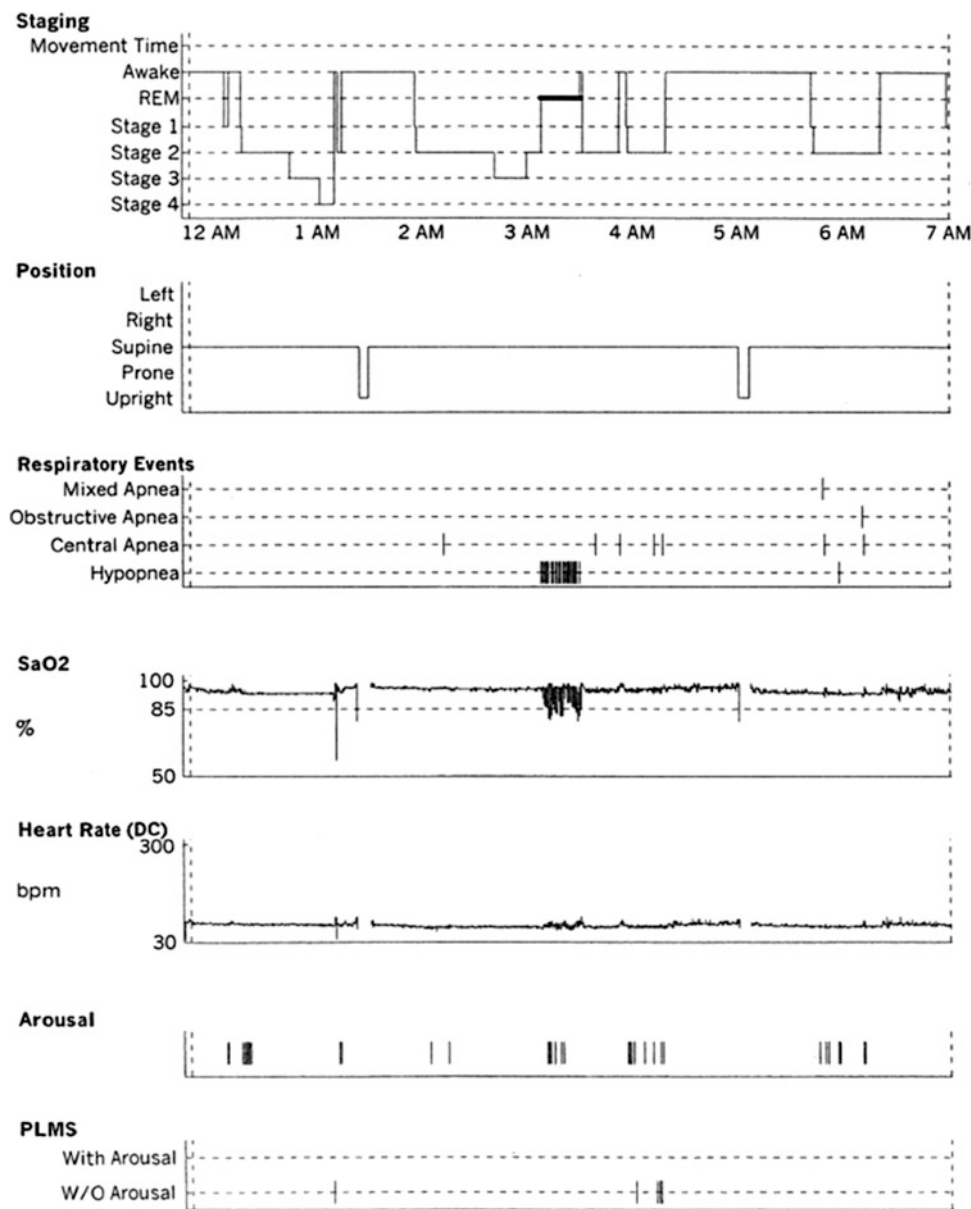 Staging
Movement Time
Awake
REM
Stage 1
Stage 2
Stage 3
Stage 4
12 AM 1 AM 2 AM 3 AM 4 AM 5 AM 6 AM 7 AM
Position
Left
Right
Supine
Prone
Upright
Respiratory Events
Mixed Apnea
Obstructive Apnea
Central Apnea
Hypopnea
SaO2
100
85
%
50
Heart Rate (DC)
300
bpm
30
Arousal
PLMS
With Arousal
W/O Arousal